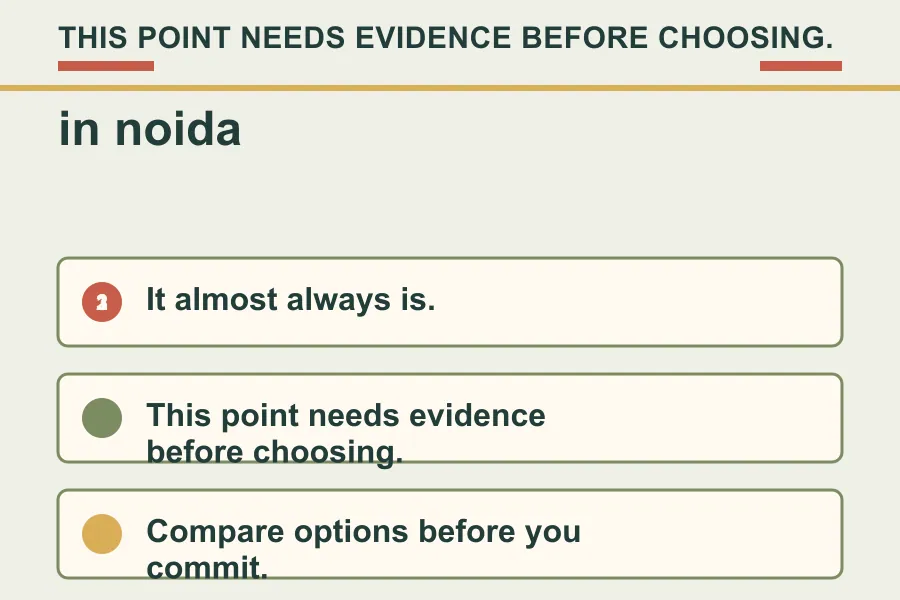 THIS POINT NEEDS EVIDENCE BEFORE CHOOSING.
in noida
It almost always is.
This point needs evidence
before choosing.
Compare options before you
commit.